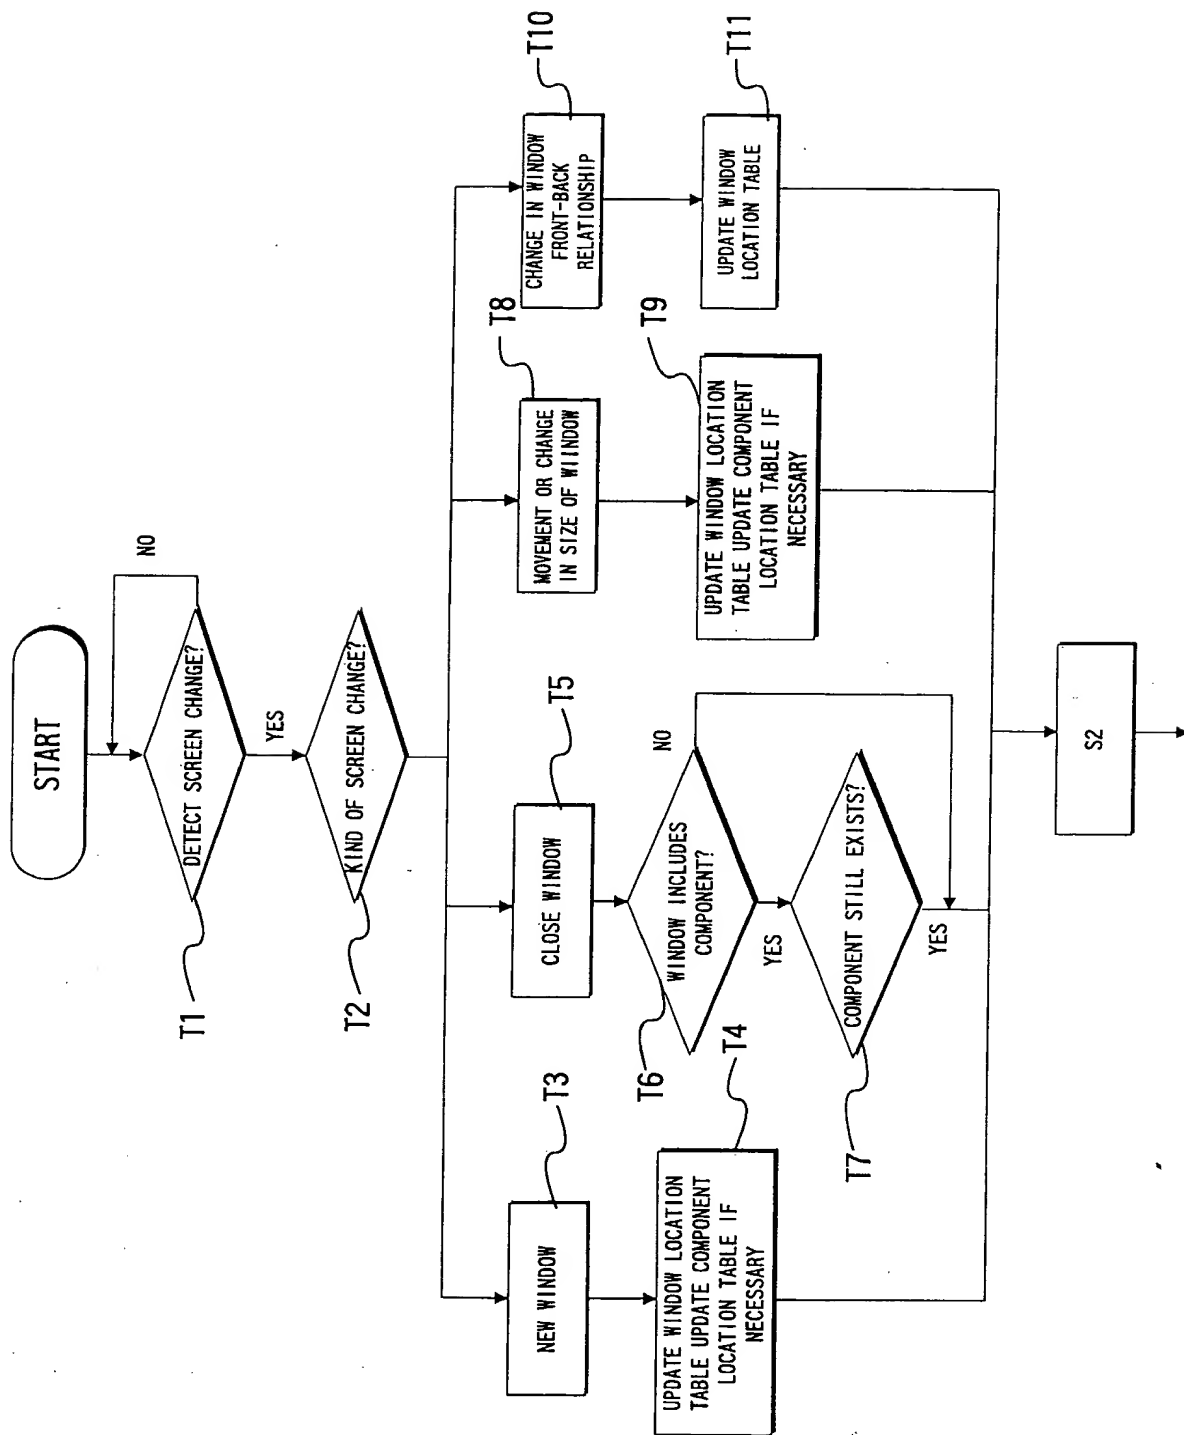 START
DETECT SCREEN CHANGE?
NO
T1
YES
KIND OF SCREEN CHANGE?
T2
NEW WINDOW
T3
UPDATE WINDOW LOCATION
TABLE UPDATE COMPONENT
LOCATION TABLE IF
NECESSARY
T4
CLOSE WINDOW
T5
WINDOW INCLUDES
COMPONENT?
T6
NO
YES
COMPONENT STILL EXISTS?
T7
YES
MOVEMENT OR CHANGE
IN SIZE OF WIINDOW
T8
UPDATE WINDOW LOCATION
TABLE UPDATE COMPONENT
LOCATION TABLE IF
NECESSARY
T9
CHANGE IN WINDOW
FRONT-BACK
RELATIONSHIP
T10
UPDATE WINDOW
LOCATION TABLE
T11
S2